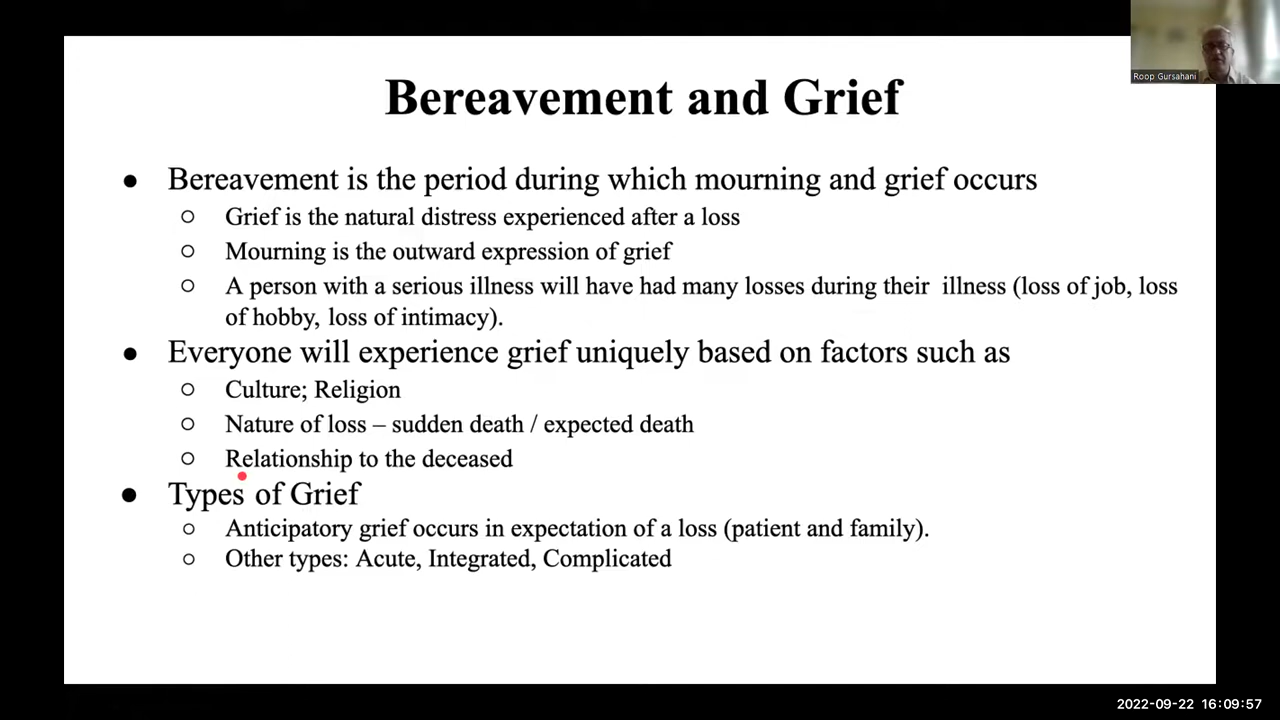 Roop Gursahani
Bereavement and Grief
● Bereavement is the period during which mourning and grief occurs
○ Grief is the natural distress experienced after a loss
○ Mourning is the outward expression of grief
○ A person with a serious illness will have had many losses during their illness (loss of job, loss
of hobby, loss of intimacy).
● Everyone will experience grief uniquely based on factors such as
○ Culture; Religion
○ Nature of loss – sudden death / expected death
○ Relationship to the deceased
● Types of Grief
○ Anticipatory grief occurs in expectation of a loss (patient and family).
○ Other types: Acute, Integrated, Complicated
2022-09-22 16:09:57